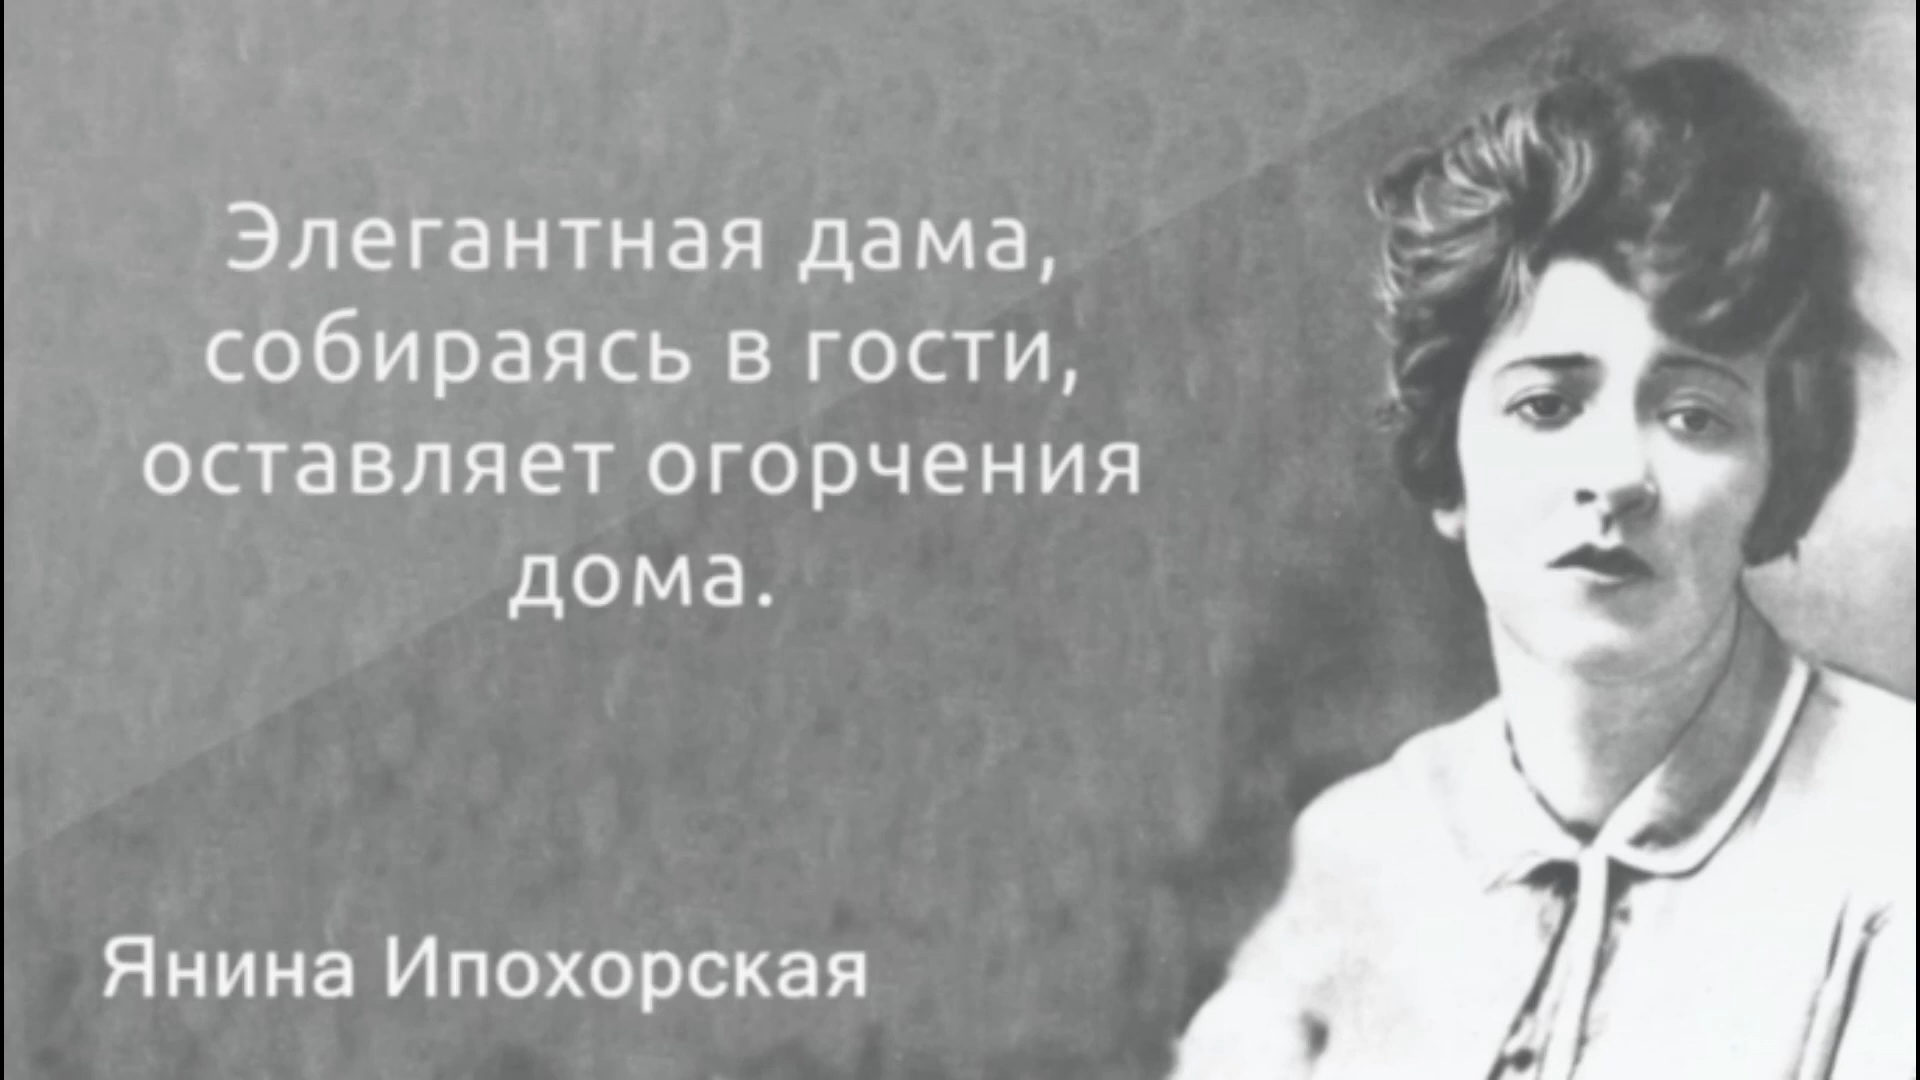 Элегантная дама,
собираясь в гости,
оставляет огорчения
дома.
Янина Ипохорская